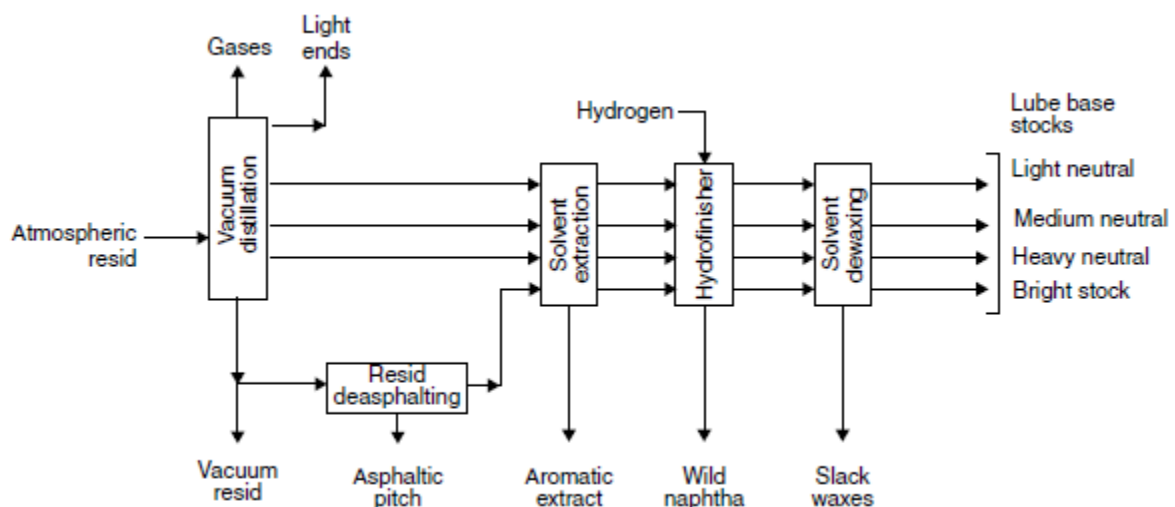 Gases
Light
ends
Hydrogen
Lube base
stocks
Vacuum
distillation
Atmospheric
resid
Solvent
extraction
Hydrofinisher
Solvent
dewaxing
Light neutral
Medium neutral
Heavy neutral
Bright stock
Resid
deasphalting
Vacuum
resid
Asphaltic
pitch
Aromatic
extract
Wild
naphtha
Slack
waxes